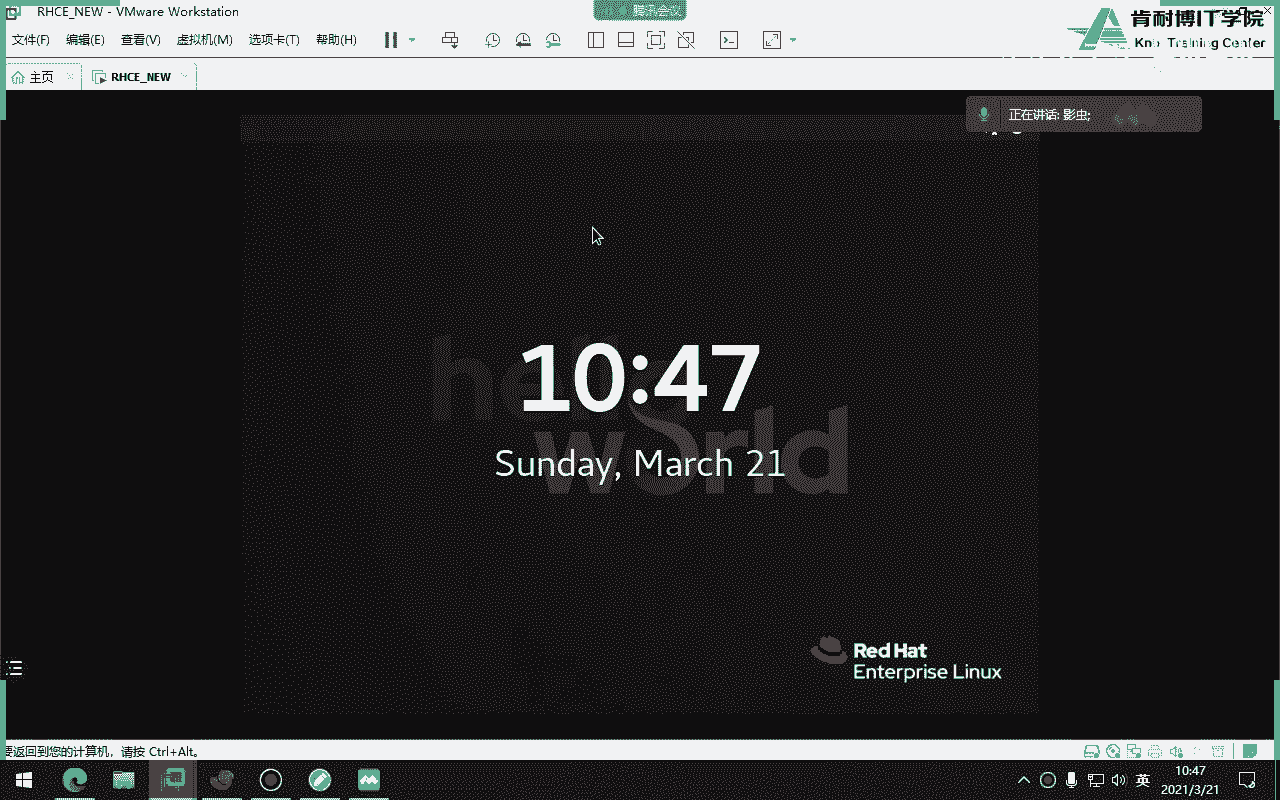 RHCE_NEW - VMware Workstation
腾讯会议
肯耐博IT学院
Training Center
文件(F) 编辑(E) 查看(V) 虚拟机(M) 选项卡(T) 帮助(H)
主页 RHCE_NEW
正在讲话: 影虫;
hello
10:47
world
Sunday, March 21
Red Hat
Enterprise Linux
要返回到您的计算机，请按 Ctrl+Alt。
英
10:47
2021/3/21